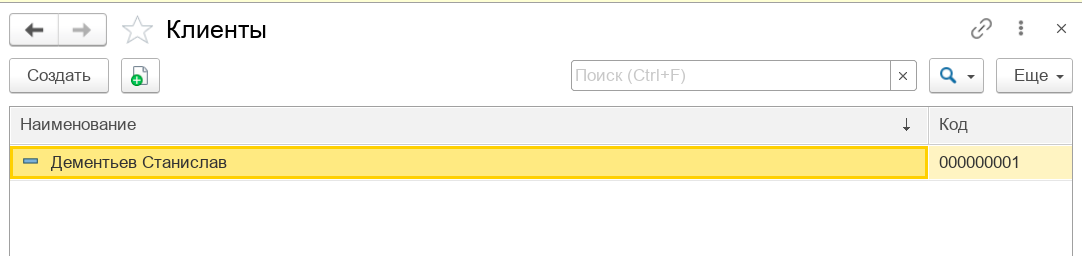 Клиенты
Создать
Поиск (Ctrl+F)
Еще
Наименование
Код
Дементьев Станислав
000000001